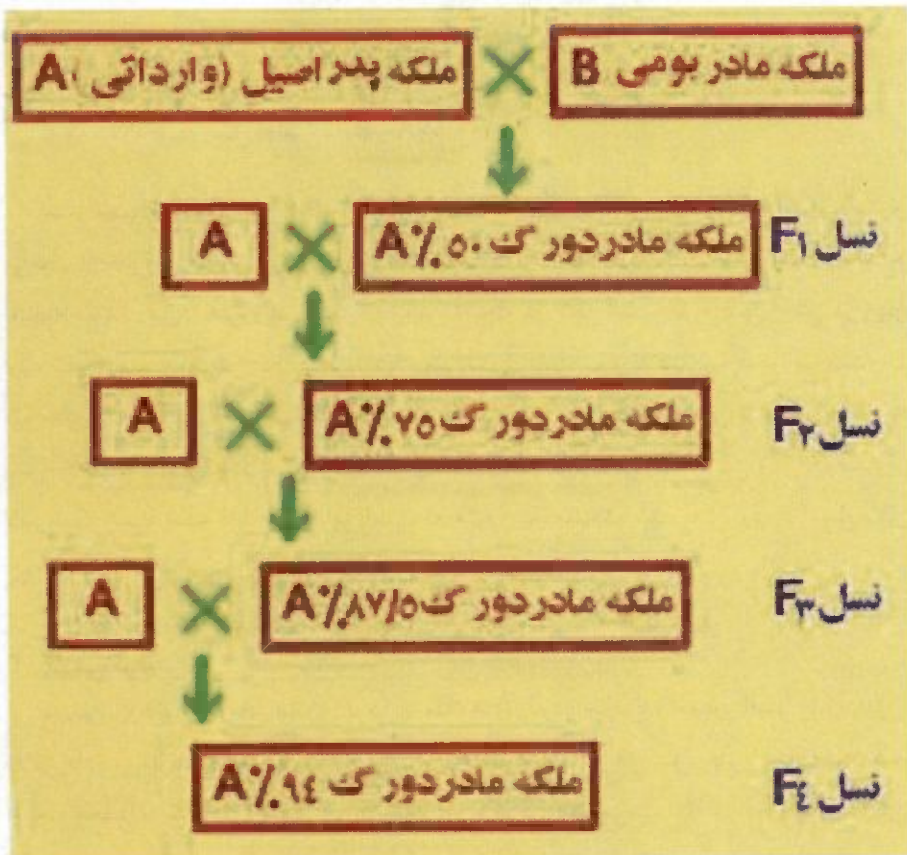 ملکه مادر بومی B × ملکه پدر اصیل (وارداتی) A
نسل F۱ ملکه مادر دورگ ۵۰٪ A × A
نسل F۲ ملکه مادر دورگ ۷۵٪ A × A
نسل F۳ ملکه مادر دورگ ۸۷/۵٪ A × A
نسل F٤ ملکه مادر دورگ ۹٤٪ A